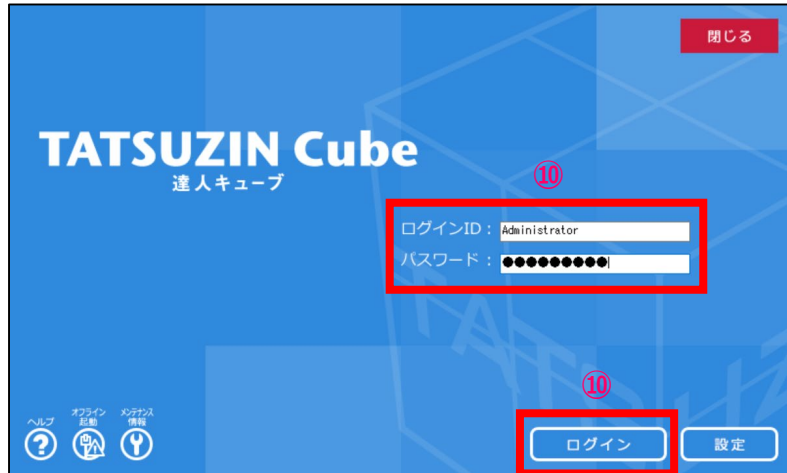 閉じる
TATSUZIN Cube
達人キューブ
⑩
ログインID： Administrator
パスワード： ●●●●●●●●●
⑩
ヘルプ オフライン起動 メンテナンス情報
ログイン 設定